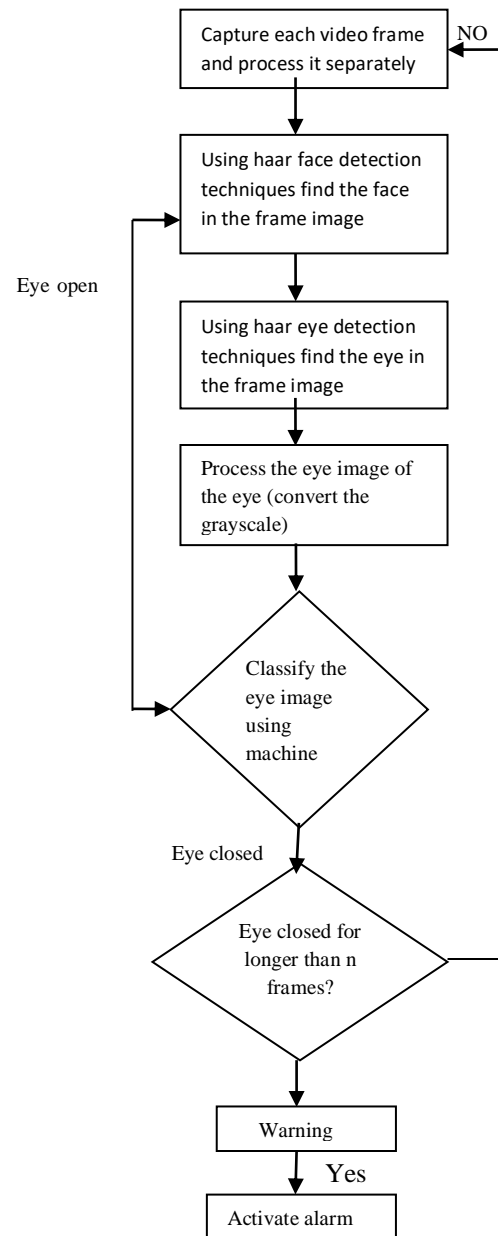 Capture each video frame
and process it separately
NO
Using haar face detection
techniques find the face
in the frame image
Eye open
Using haar eye detection
techniques find the eye in
the frame image
Process the eye image of
the eye (convert the
grayscale)
Classify the
eye image
using
machine
Eye closed
Eye closed for
longer than n
frames?
Warning
Yes
Activate alarm